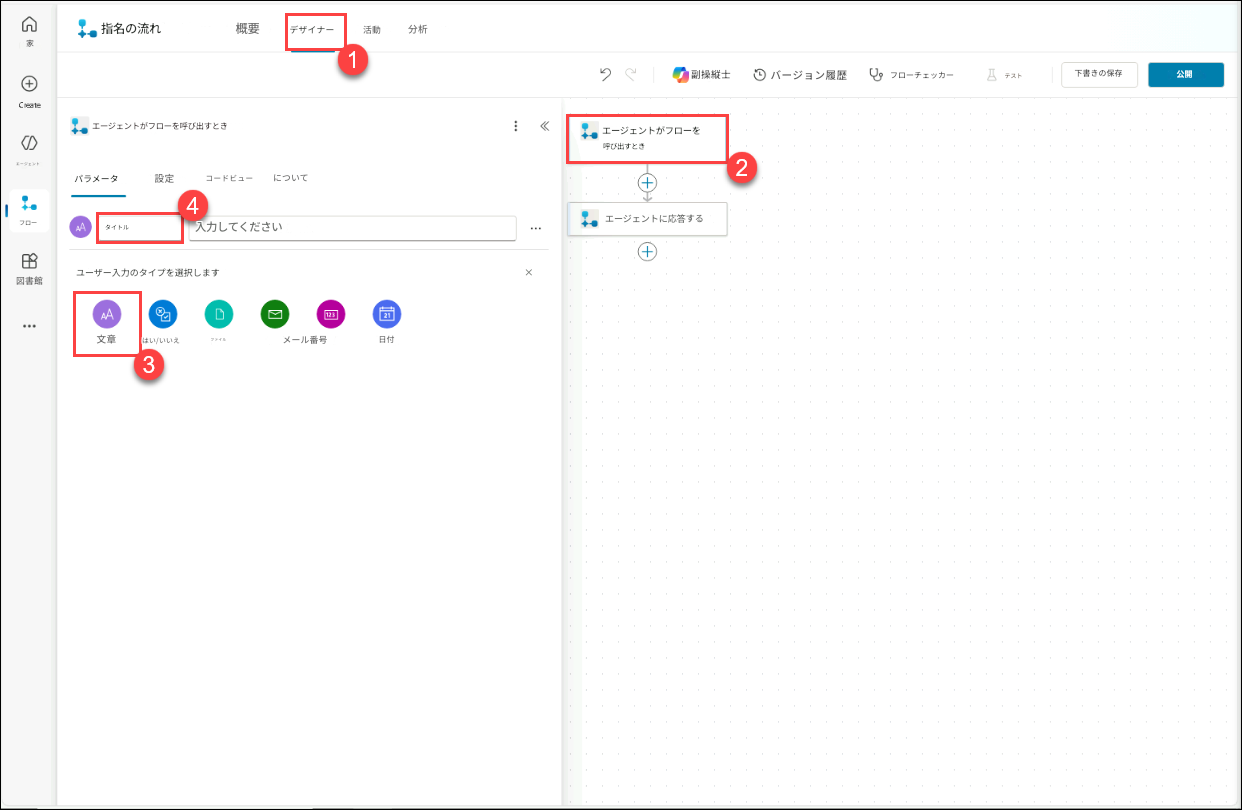 家
Create
エージェント
フロー
図書館
指名の流れ
概要
デザイナー
活動
分析
1
副操縦士
バージョン履歴
フローチェッカー
テスト
下書きの保存
公開
エージェントがフローを呼び出すとき
パラメータ
設定
コードビュー
について
4
タイトル
入力してください
ユーザー入力のタイプを選択します
文章
はい/いいえ
ファイル
メール番号
日付
123
21
3
エージェントがフローを
呼び出すとき
2
エージェントに応答する